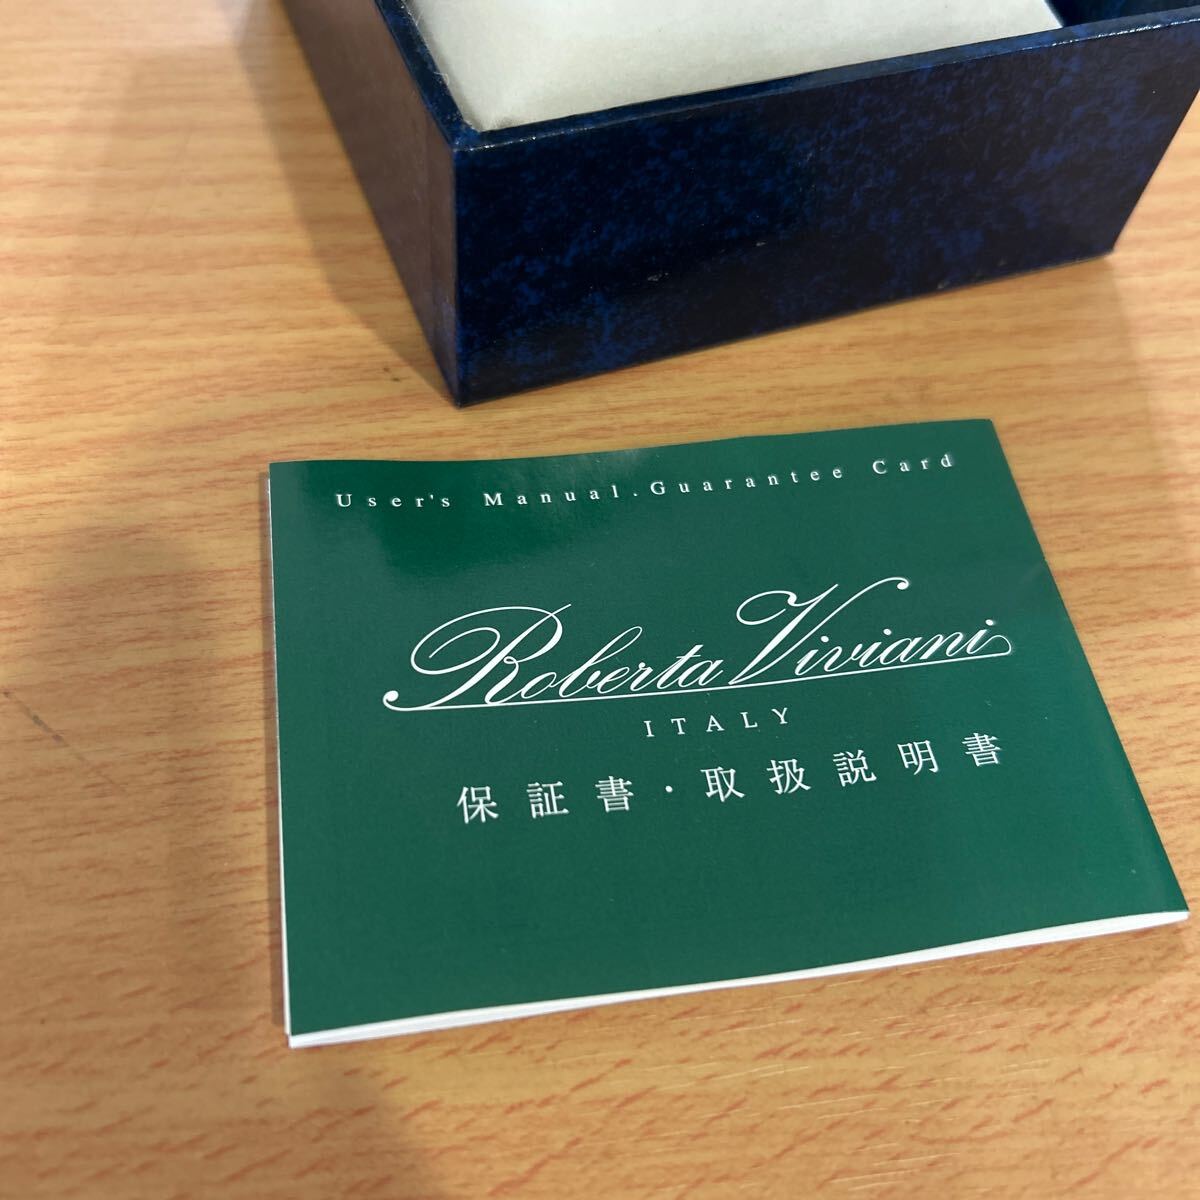 User's Manual.Guarantee Card
Roberta Viviani
ITALY
保証書・取扱説明書